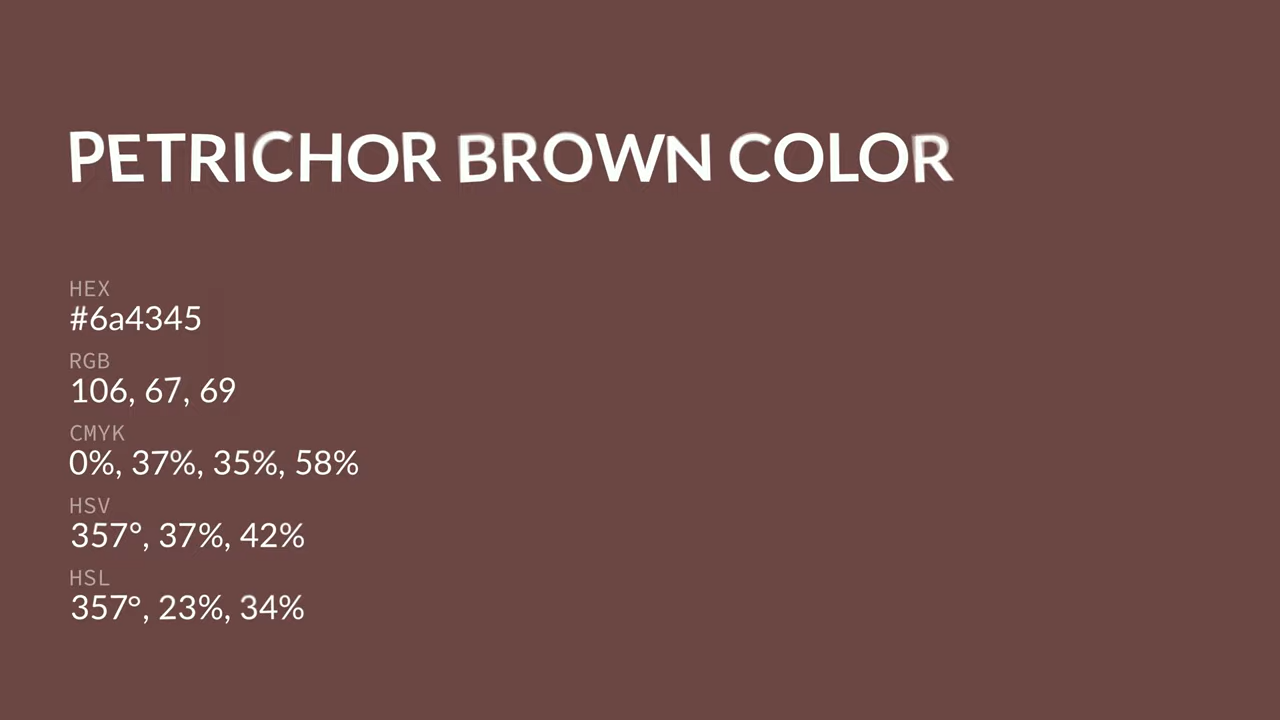 PETRICHOR BROWN COLOR
HEX
#6a4345
RGB
106, 67, 69
CMYK
0%, 37%, 35%, 58%
HSV
357°, 37%, 42%
HSL
357°, 23%, 34%